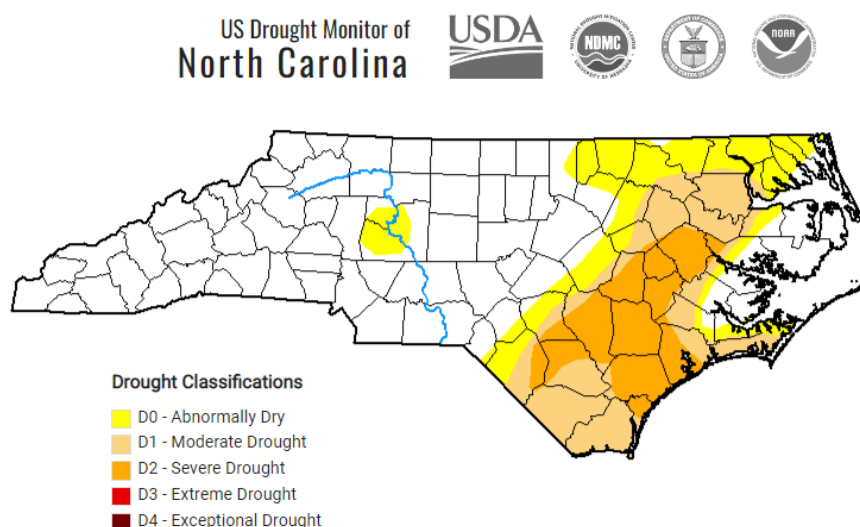 US Drought Monitor of
North Carolina
USDA
NDMC
NOAA
Drought Classifications
D0 - Abnormally Dry
D1 - Moderate Drought
D2 - Severe Drought
D3 - Extreme Drought
D4 - Exceptional Drought